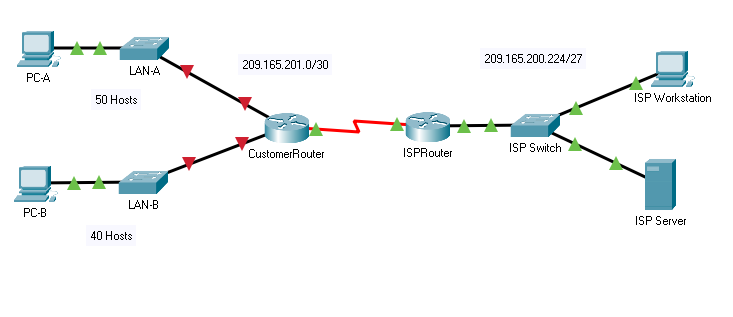 209.165.200.224/27
209.165.201.0/30
LAN-A
PC-A
50 Hosts
ISP Workstation
CustomerRouter
ISPRouter
ISP Switch
LAN-B
PC-B
ISP Server
40 Hosts